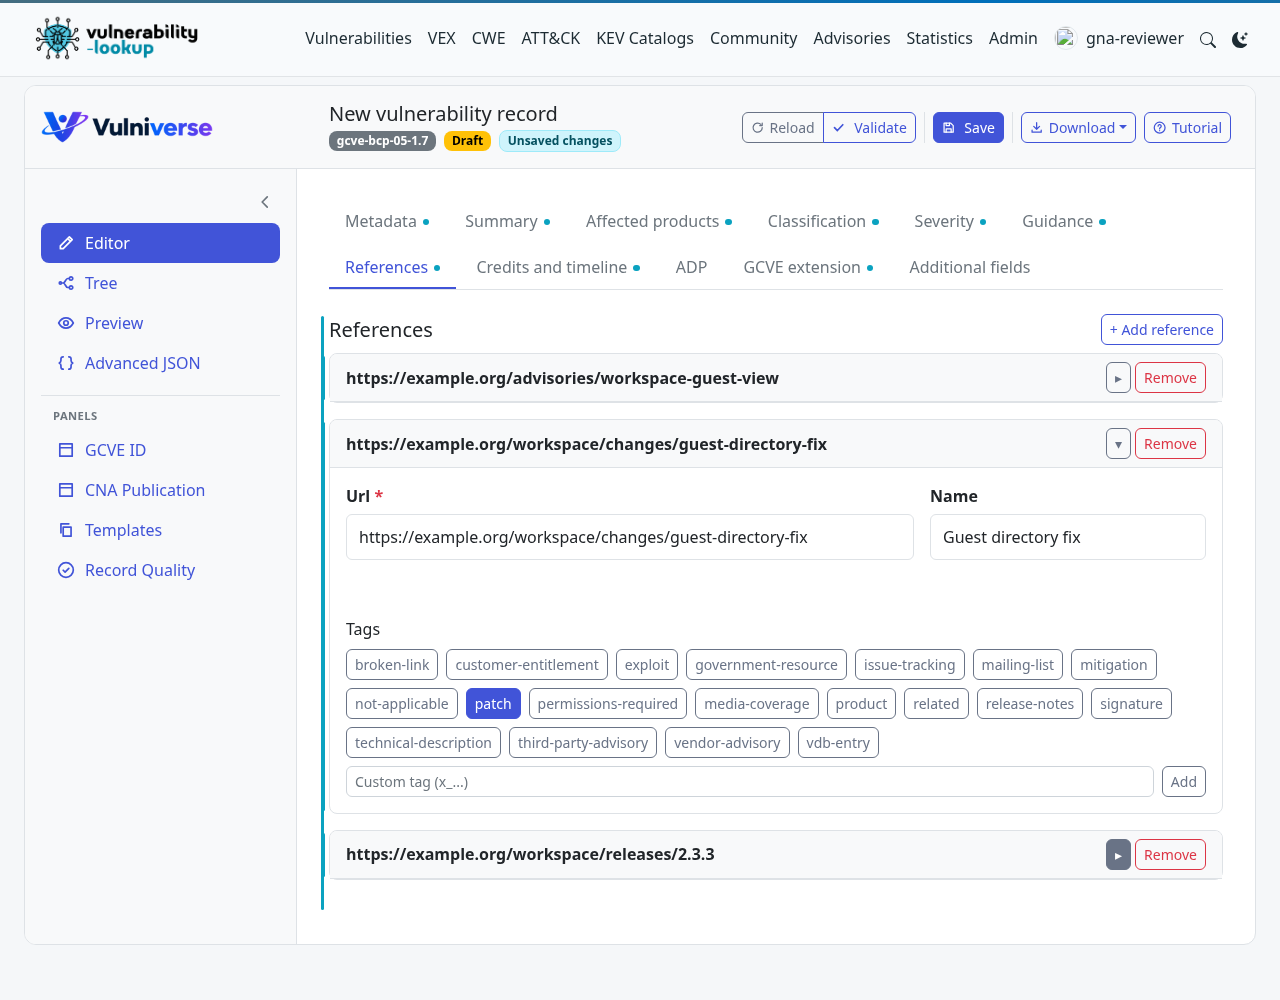 vulnerability
-lookup
Vulnerabilities VEX CWE ATT&CK KEV Catalogs Community Advisories Statistics Admin gna-reviewer
Vulniverse
New vulnerability record
gcve-bcp-05-1.7 Draft Unsaved changes
Reload Validate Save Download Tutorial
Editor
Tree
Preview
Advanced JSON
PANELS
GCVE ID
CNA Publication
Templates
Record Quality
Metadata Summary Affected products Classification Severity Guidance
References Credits and timeline ADP GCVE extension Additional fields
References + Add reference
https://example.org/advisories/workspace-guest-view Remove
https://example.org/workspace/changes/guest-directory-fix Remove
Url * Name
https://example.org/workspace/changes/guest-directory-fix Guest directory fix
Tags
broken-link customer-entitlement exploit government-resource issue-tracking mailing-list mitigation
not-applicable patch permissions-required media-coverage product related release-notes signature
technical-description third-party-advisory vendor-advisory vdb-entry
Custom tag (x_...) Add
https://example.org/workspace/releases/2.3.3 Remove